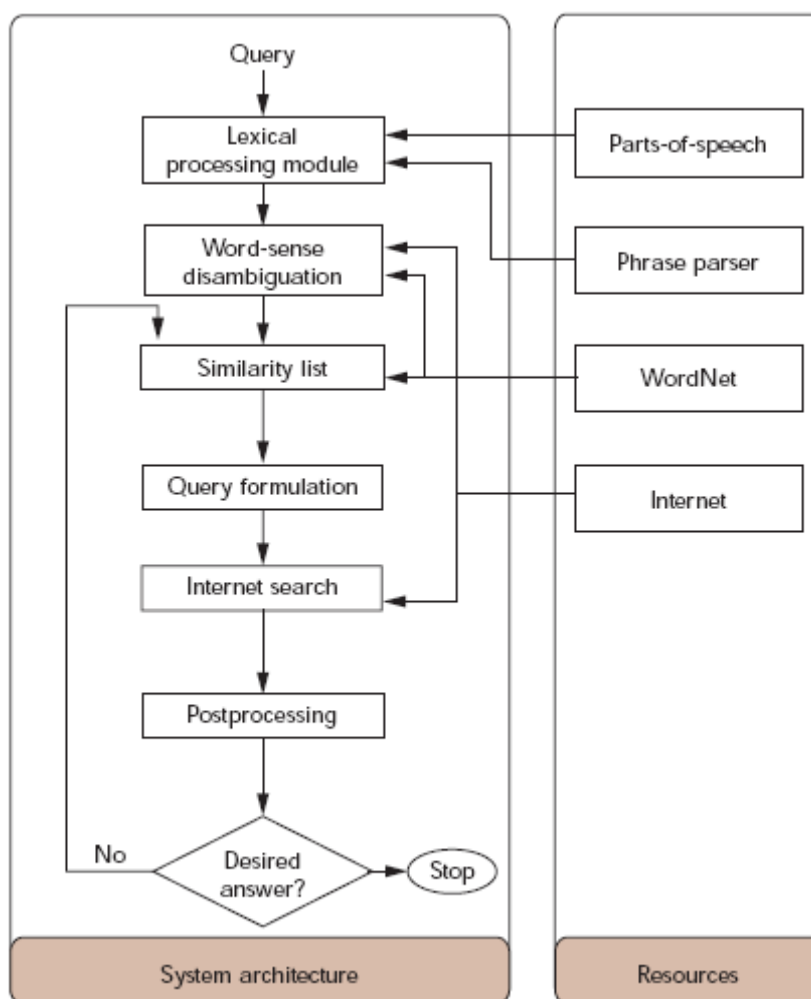 Query
Lexical
processing module
Word-sense
disambiguation
Similarity list
Query formulation
Internet search
Postprocessing
No
Desired
answer?
Stop
System architecture
Parts-of-speech
Phrase parser
WordNet
Internet
Resources